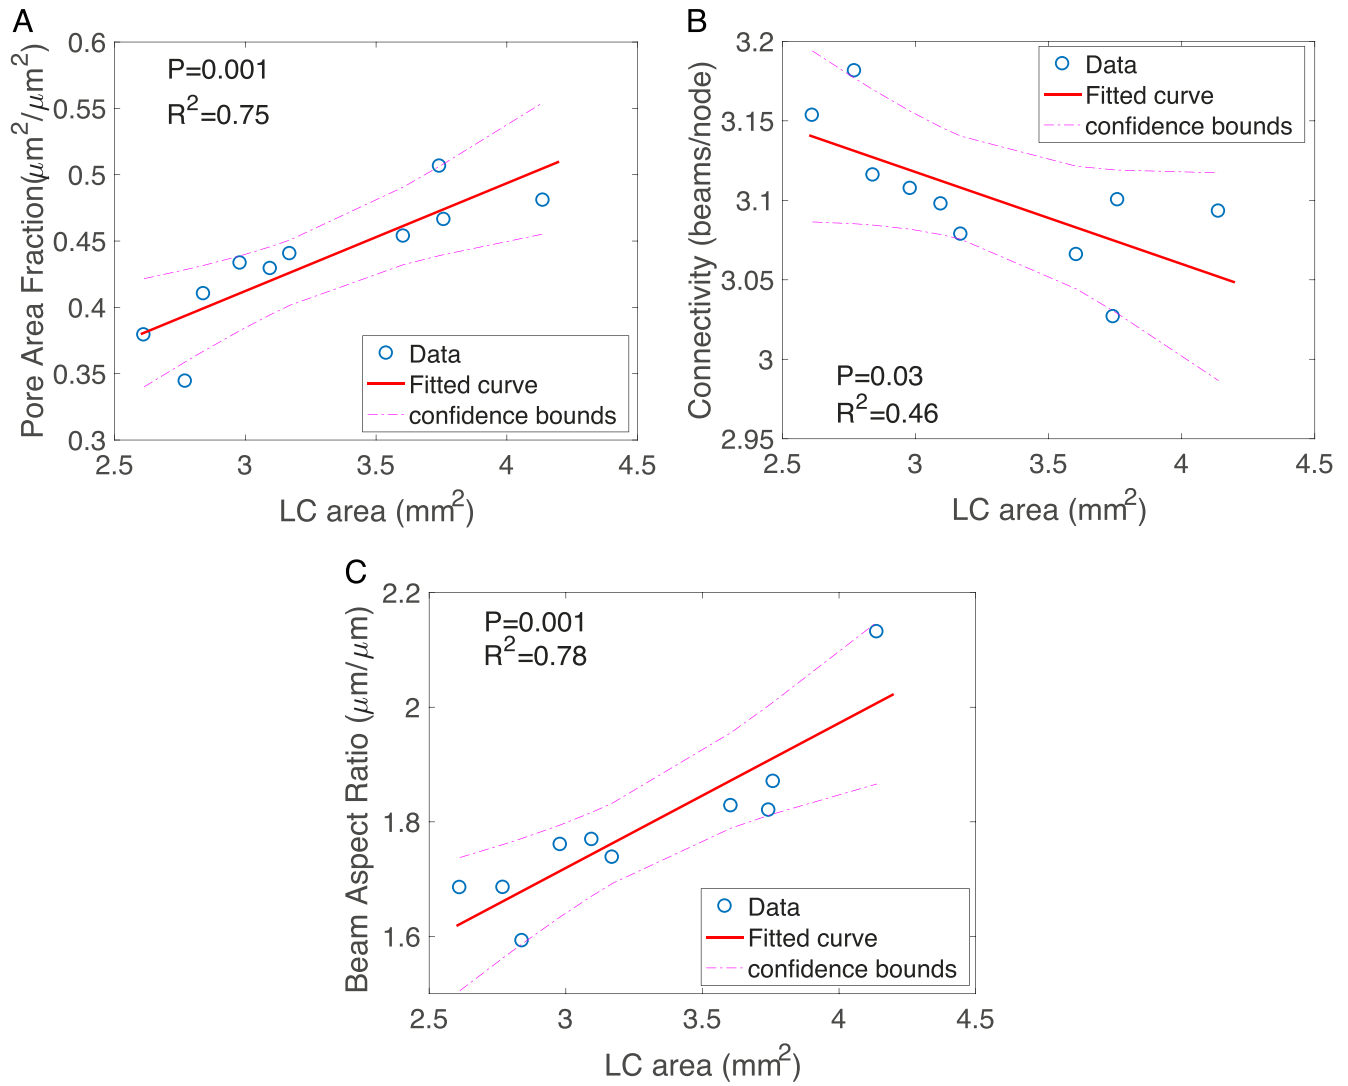 A
Pore Area Fraction(μm²/μm²)
0.6
0.55
0.5
0.45
0.4
0.35
0.3
P=0.001
R²=0.75
Data
Fitted curve
confidence bounds
2.5 3 3.5 4 4.5
LC area (mm²)
B
Connectivity (beams/node)
3.2
3.15
3.1
3.05
3
2.95
Data
Fitted curve
confidence bounds
P=0.03
R²=0.46
2.5 3 3.5 4 4.5
LC area (mm²)
C
Beam Aspect Ratio (μm/μm)
2.2
2
1.8
1.6
P=0.001
R²=0.78
Data
Fitted curve
confidence bounds
2.5 3 3.5 4 4.5
LC area (mm²)